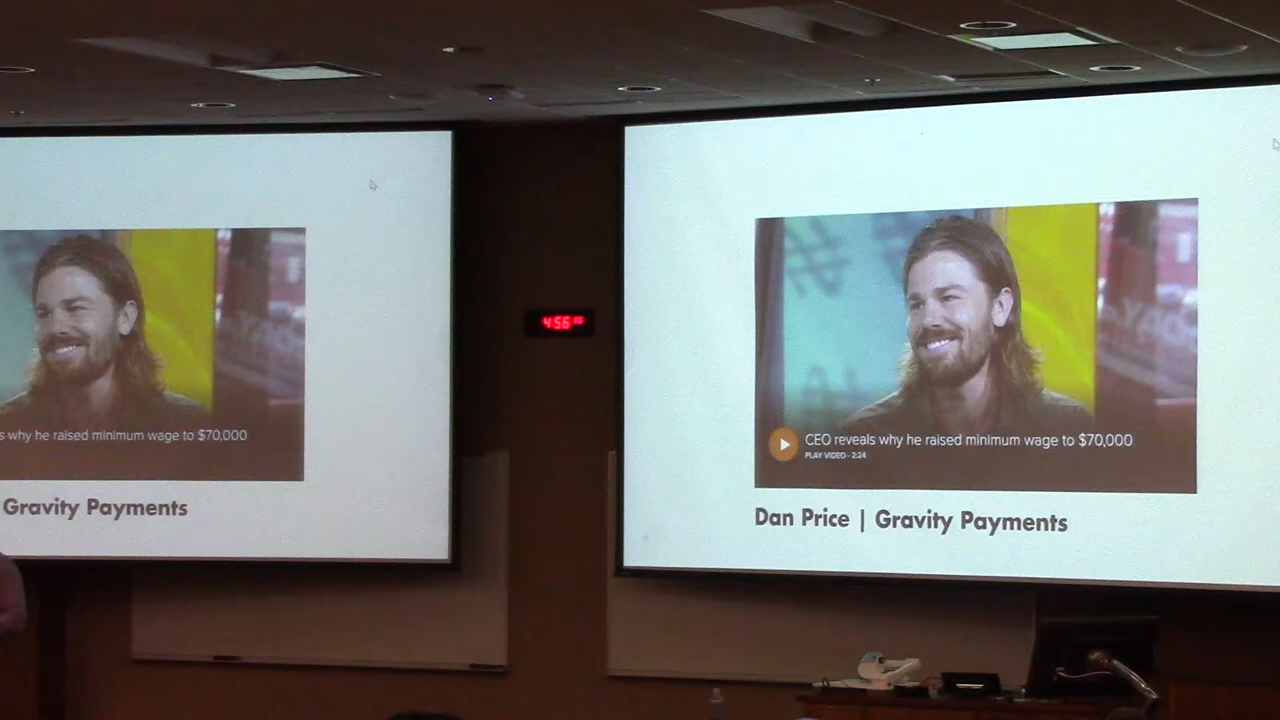 s why he raised minimum wage to $70,000
Gravity Payments
4:56
CEO reveals why he raised minimum wage to $70,000
PLAY VIDEO - 2:24
Dan Price | Gravity Payments